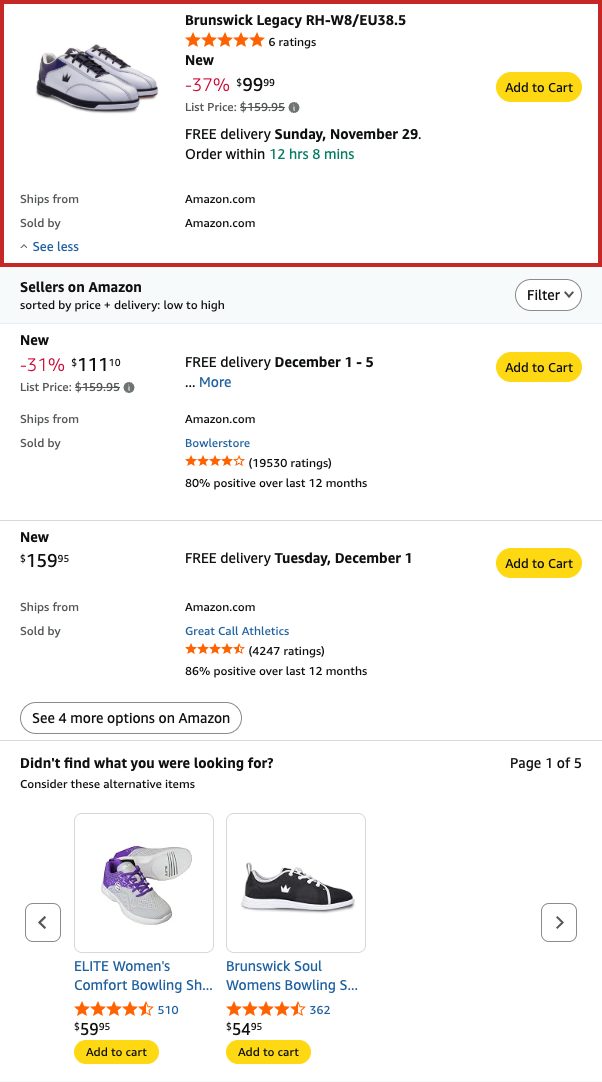 Brunswick Legacy RH-W8/EU38.5
6 ratings
New
-37% $99.99
Add to Cart
List Price: $159.95
FREE delivery Sunday, November 29.
Order within 12 hrs 8 mins
Ships from Amazon.com
Sold by Amazon.com
See less
Sellers on Amazon
sorted by price + delivery: low to high
Filter
New
-31% $111.10
FREE delivery December 1 - 5
Add to Cart
List Price: $159.95
... More
Ships from Amazon.com
Sold by Bowlerstore
(19530 ratings)
80% positive over last 12 months
New
$159.95
FREE delivery Tuesday, December 1
Add to Cart
Ships from Amazon.com
Sold by Great Call Athletics
(4247 ratings)
86% positive over last 12 months
See 4 more options on Amazon
Didn't find what you were looking for?
Page 1 of 5
Consider these alternative items
ELITE Women's
Comfort Bowling Sh...
510
$59.95
Add to cart
Brunswick Soul
Womens Bowling S...
362
$54.95
Add to cart